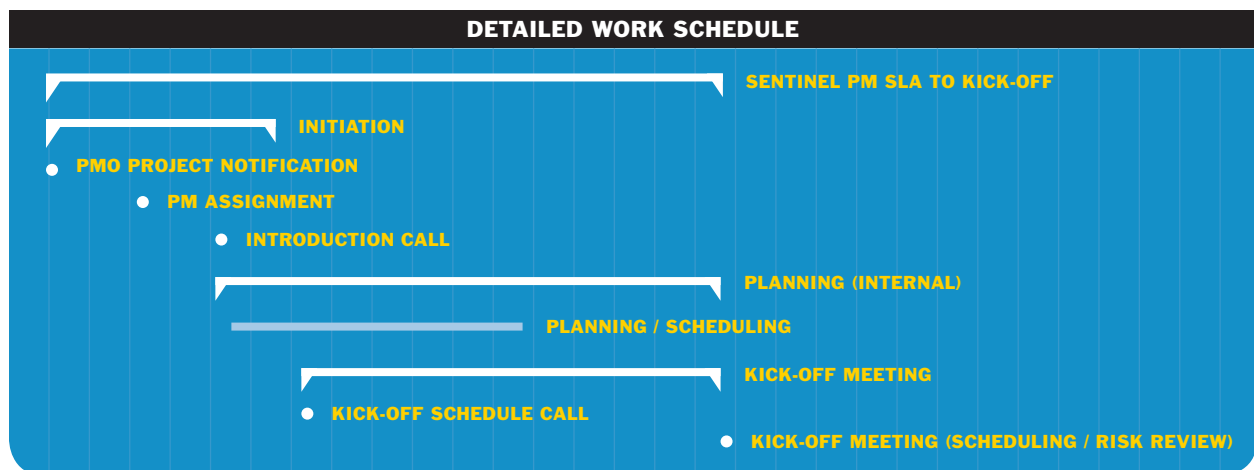 DETAILED WORK SCHEDULE
SENTINEL PM SLA TO KICK-OFF
INITIATION
PMO PROJECT NOTIFICATION
PM ASSIGNMENT
INTRODUCTION CALL
PLANNING (INTERNAL)
PLANNING / SCHEDULING
KICK-OFF MEETING
KICK-OFF SCHEDULE CALL
KICK-OFF MEETING (SCHEDULING / RISK REVIEW)